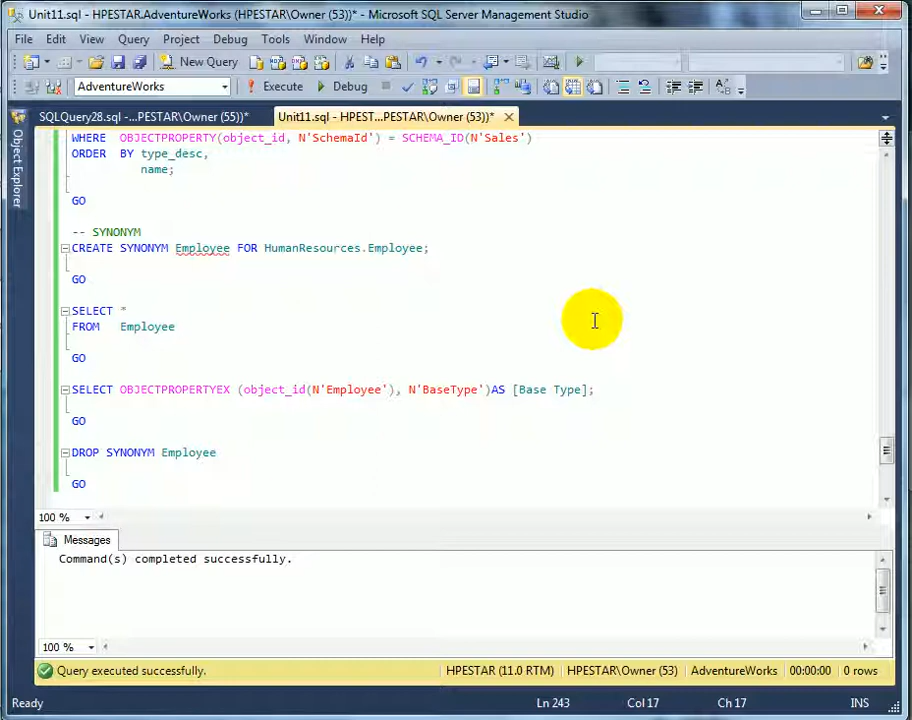 Unit11.sql - HPESTAR.AdventureWorks (HPESTAR\Owner (53))* - Microsoft SQL Server Management Studio
File Edit View Query Project Debug Tools Window Help
New Query
AdventureWorks Execute Debug
SQLQuery28.sql -...PESTAR\Owner (55))* Unit11.sql - HPEST...PESTAR\Owner (53))*
Object Explorer
WHERE OBJECTPROPERTY(object_id, N'SchemaId') = SCHEMA_ID(N'Sales')
ORDER BY type_desc,
name;
GO
-- SYNONYM
CREATE SYNONYM Employee FOR HumanResources.Employee;
GO
SELECT *
FROM Employee
GO
SELECT OBJECTPROPERTYEX (object_id(N'Employee'), N'BaseType')AS [Base Type];
GO
DROP SYNONYM Employee
GO
100 %
Messages
Command(s) completed successfully.
100 %
Query executed successfully. HPESTAR (11.0 RTM) HPESTAR\Owner (53) AdventureWorks 00:00:00 0 rows
Ready Ln 243 Col 17 Ch 17 INS